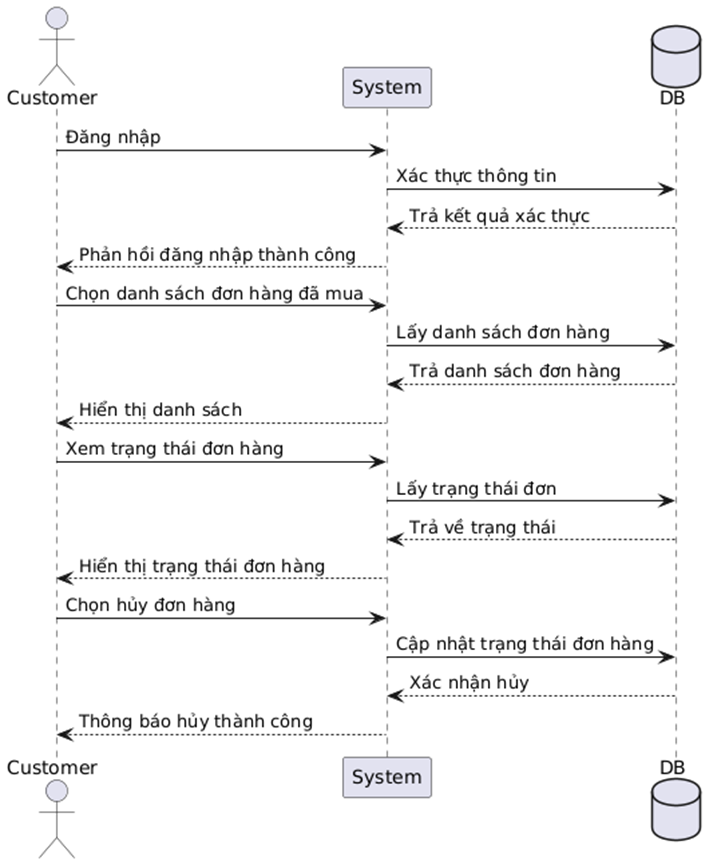 Customer
System
DB
Đăng nhập
Xác thực thông tin
Trả kết quả xác thực
Phản hồi đăng nhập thành công
Chọn danh sách đơn hàng đã mua
Lấy danh sách đơn hàng
Trả danh sách đơn hàng
Hiển thị danh sách
Xem trạng thái đơn hàng
Lấy trạng thái đơn
Trả về trạng thái
Hiển thị trạng thái đơn hàng
Chọn hủy đơn hàng
Cập nhật trạng thái đơn hàng
Xác nhận hủy
Thông báo hủy thành công
Customer
System
DB